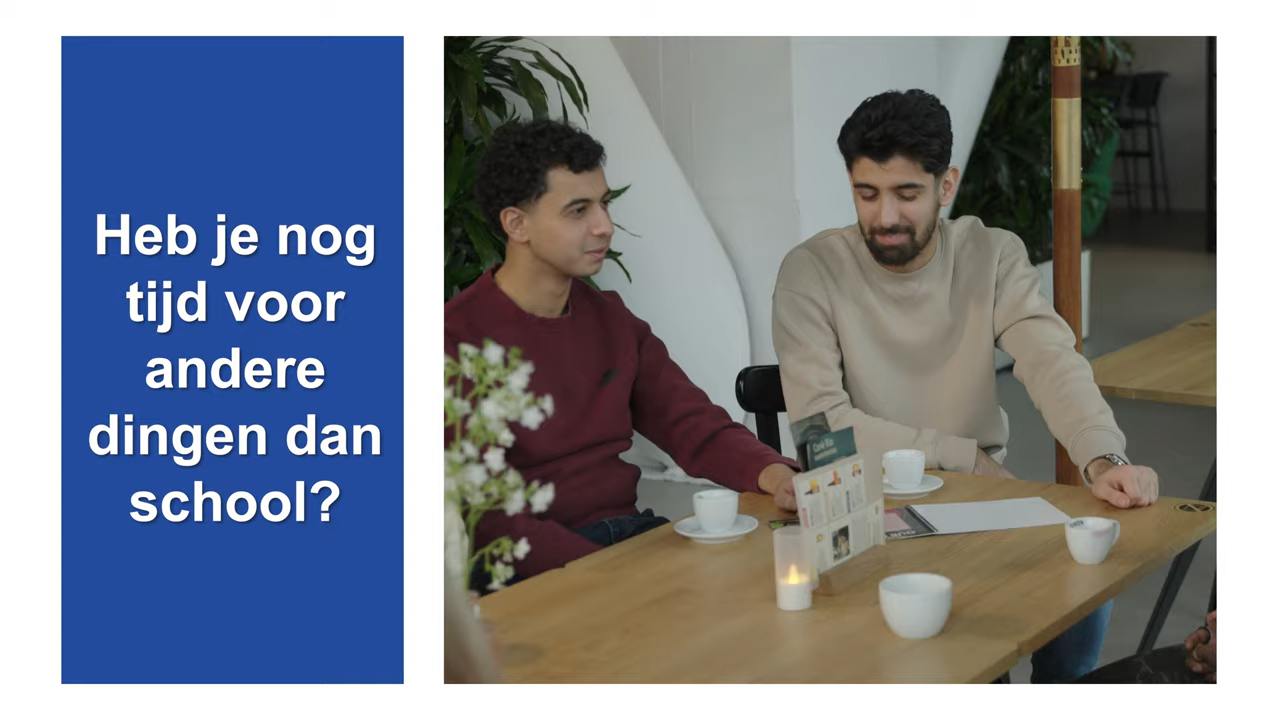 Heb je nog
tijd voor
andere
dingen dan
school?